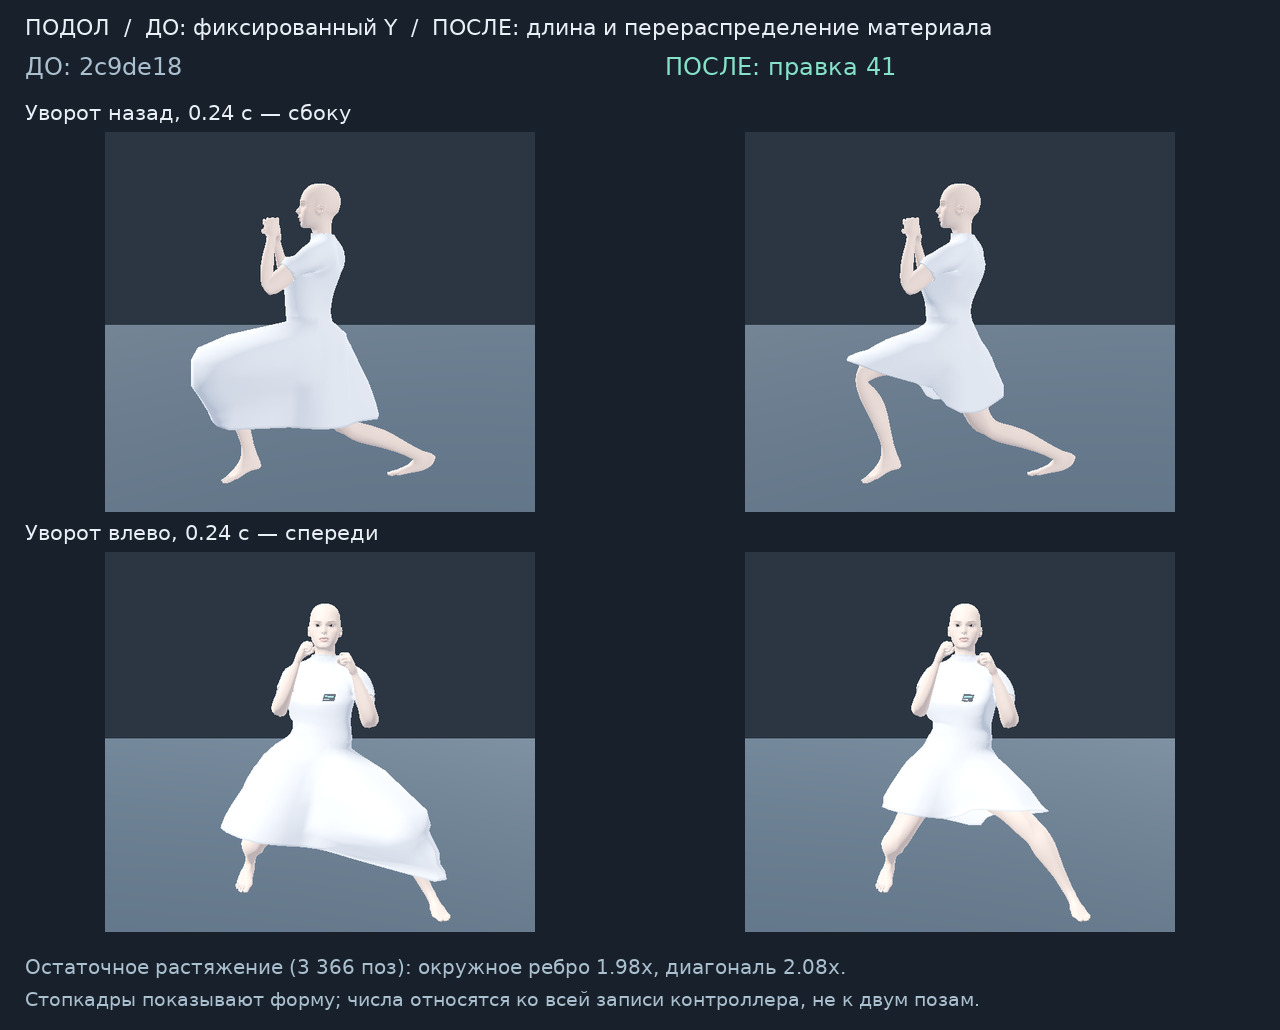 ПОДОЛ / ДО: фиксированный Y / ПОСЛЕ: длина и перераспределение материала
ДО: 2c9de18
ПОСЛЕ: правка 41
Уворот назад, 0.24 с — сбоку
Уворот влево, 0.24 с — спереди
Остаточное растяжение (3 366 поз): окружное ребро 1.98x, диагональ 2.08x.
Стопкадры показывают форму; числа относятся ко всей записи контроллера, не к двум позам.